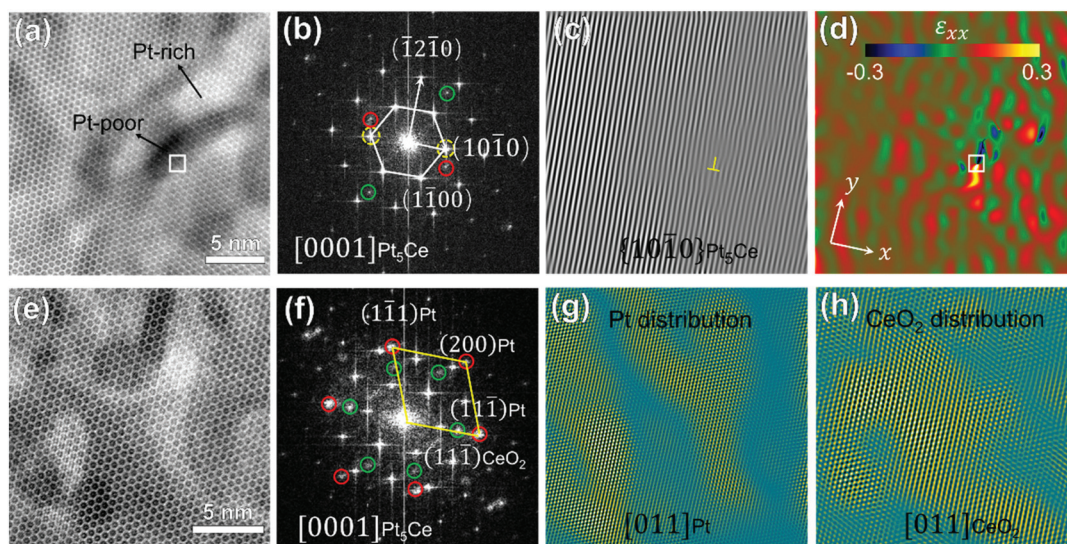 (a)
Pt-rich
Pt-poor
5 nm
(b)
(1̄21̄0)
(101̄0)
(11̄00)
[0001]Pt₅Ce
(c)
{101̄0}Pt₅Ce
(d)
εₓₓ
-0.3 0.3
y
x
(e)
5 nm
(f)
(11̄1)Pt
(200)Pt
(111̄)Pt
(111̄)CeO₂
[0001]Pt₅Ce
(g)
Pt distribution
[011]Pt
(h)
CeO₂ distribution
[011]CeO₂